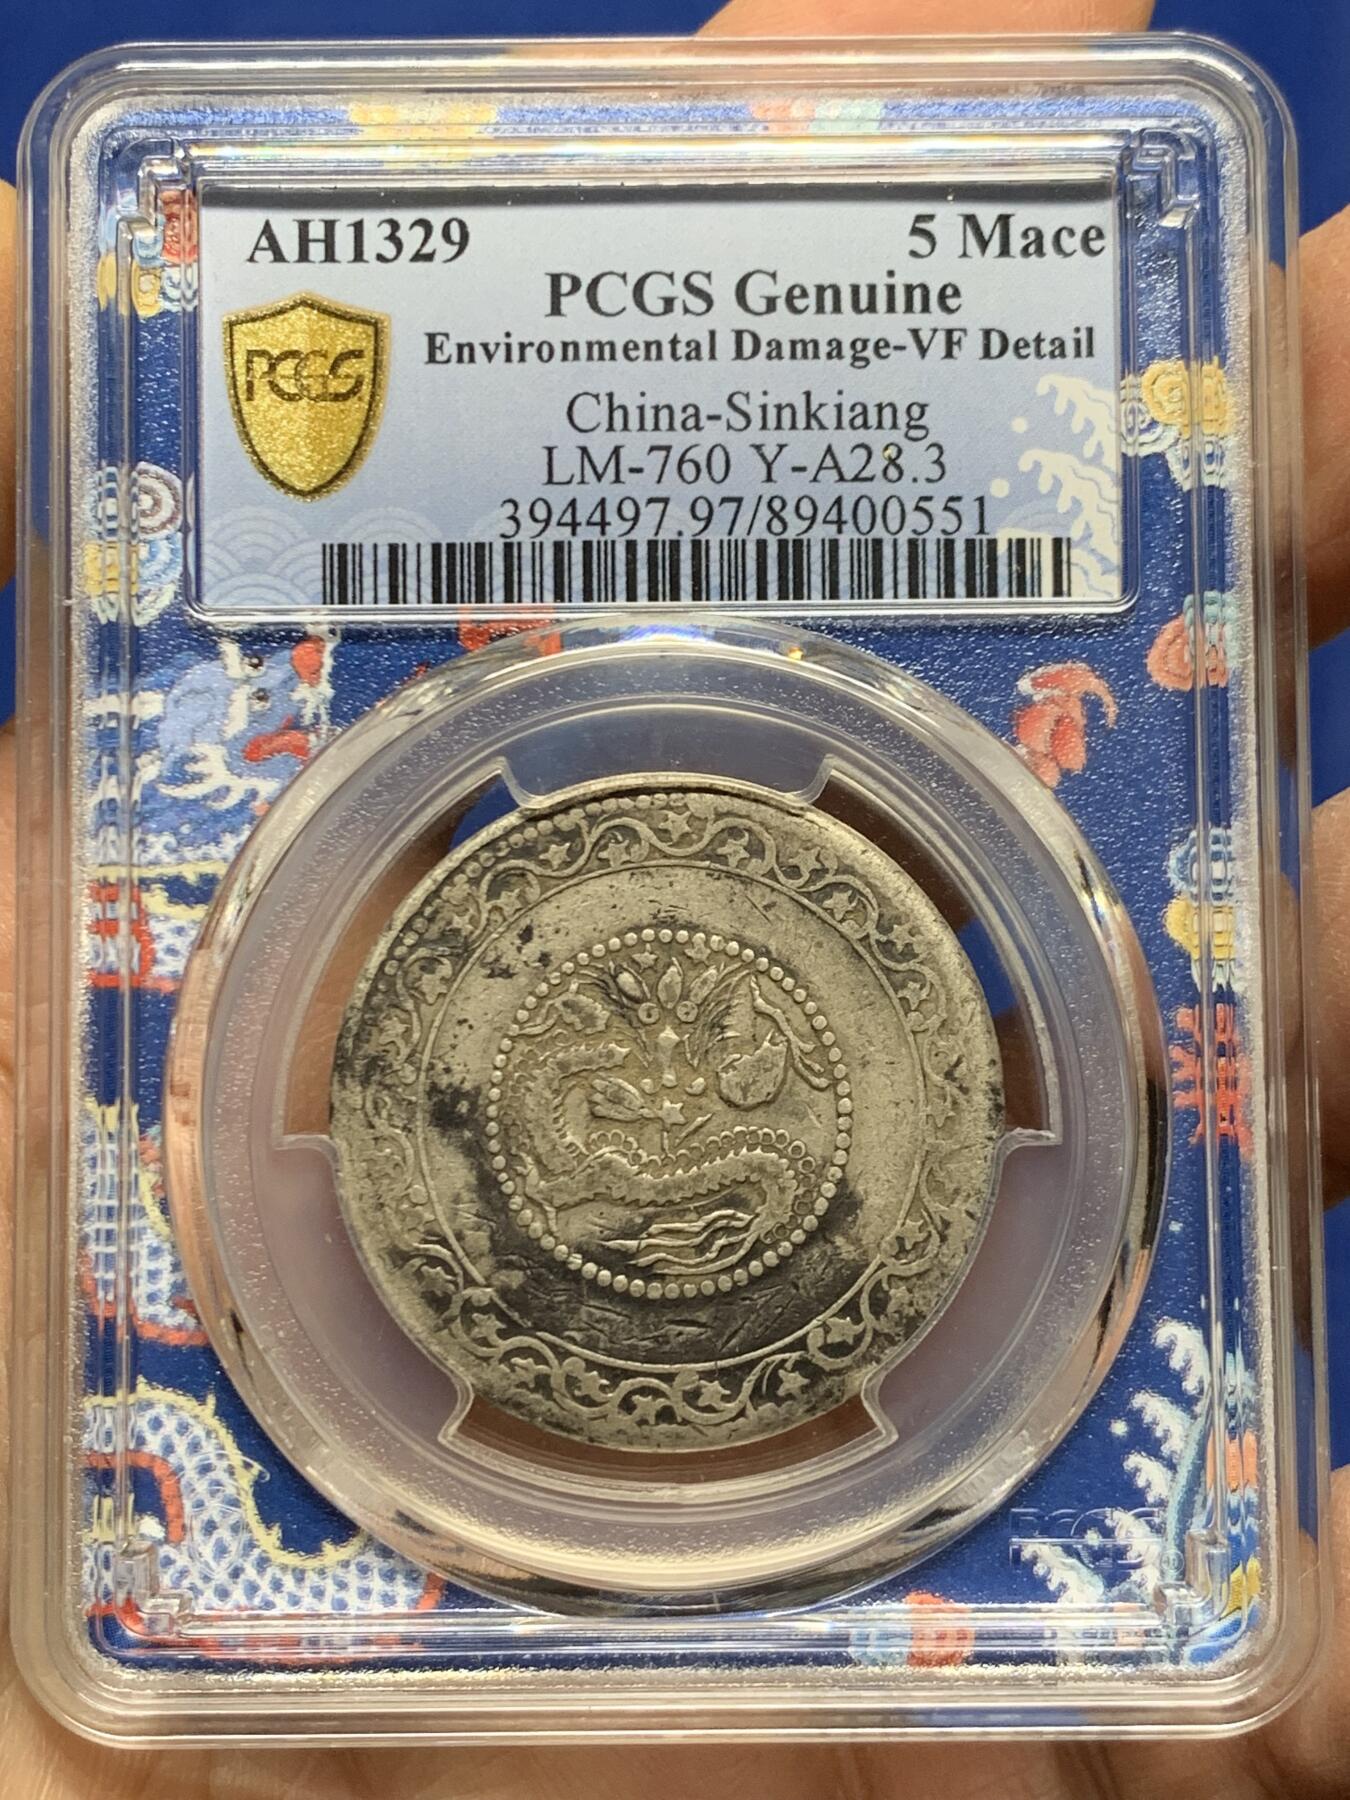 AH1329 5 Mace
PCGS Genuine
PCGS
Environmental Damage-VF Detail
China-Sinkiang
LM-760 Y-A28.3
394497.97/89400551
PCGS